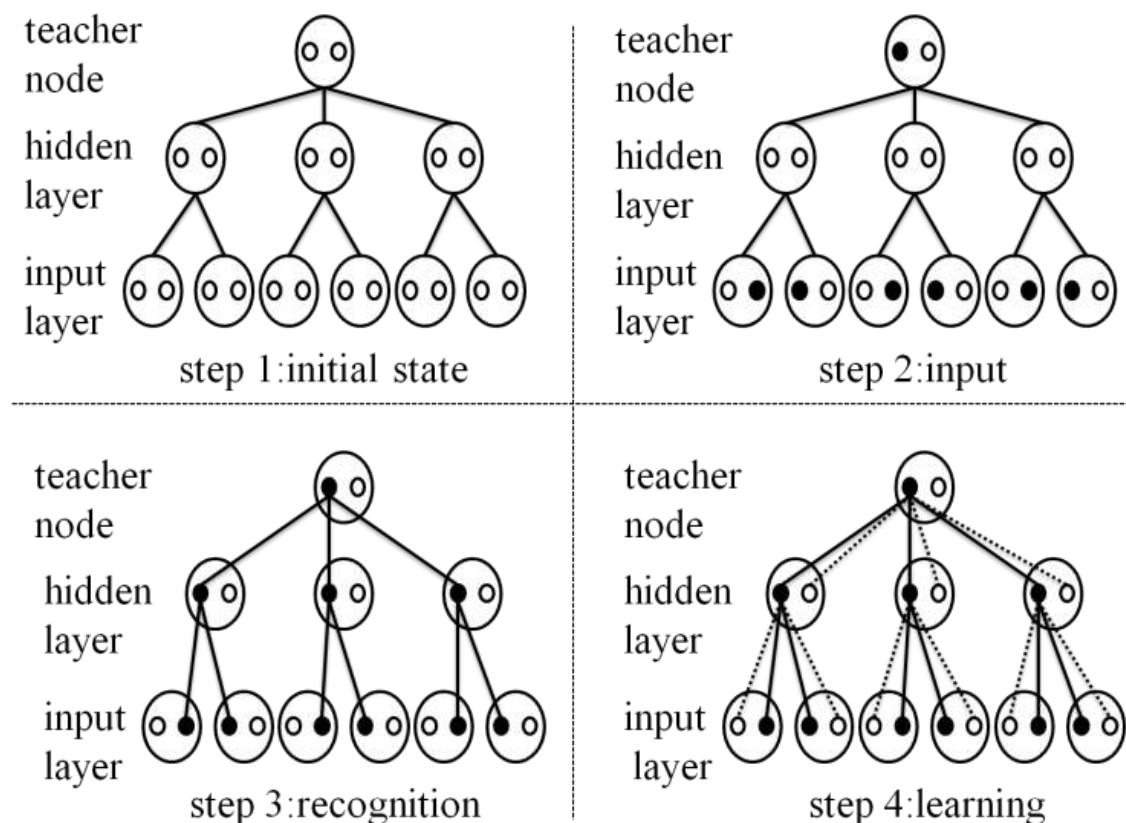 teacher
node
hidden
layer
input
layer
step 1:initial state
teacher
node
hidden
layer
input
layer
step 2:input
teacher
node
hidden
layer
input
layer
step 3:recognition
teacher
node
hidden
layer
input
layer
step 4:learning